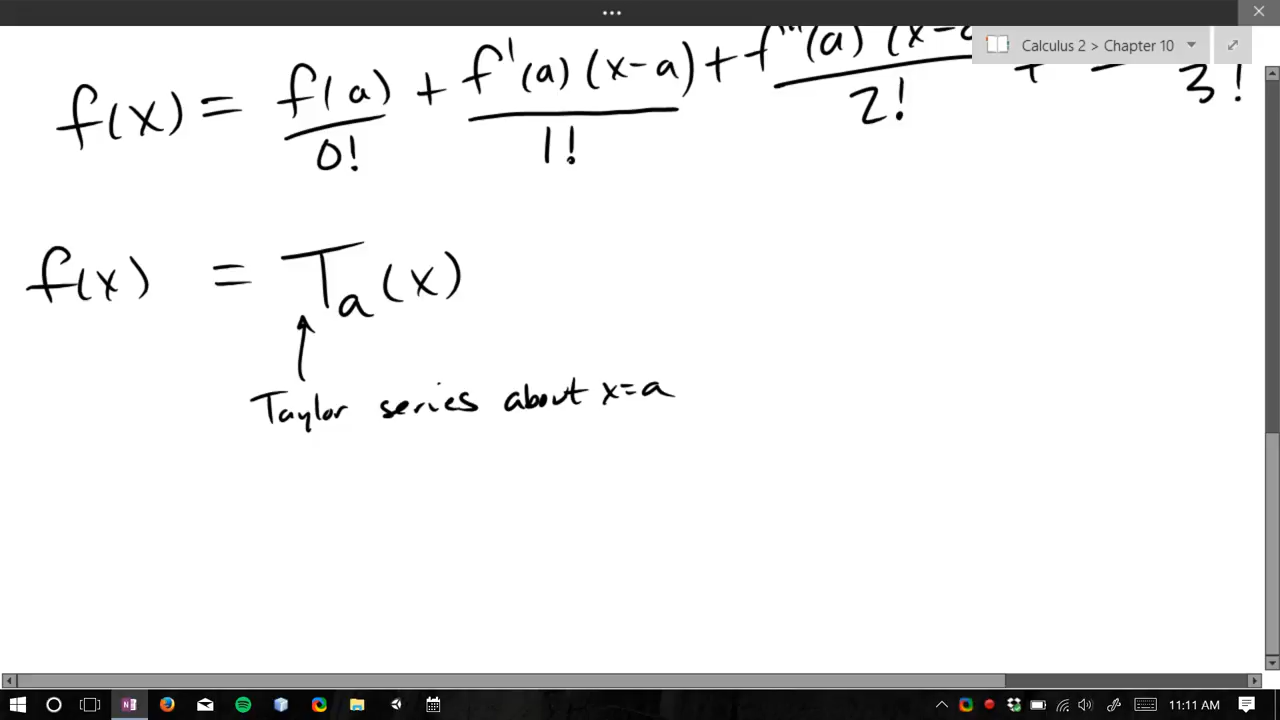 ...
Calculus 2 > Chapter 10
f(x) = f(a)/0! + f'(a)(x-a)/1! + f''(a)(x-a)/2! + /3!
f(x) = Tₐ(x)
Taylor series about x=a
11:11 AM